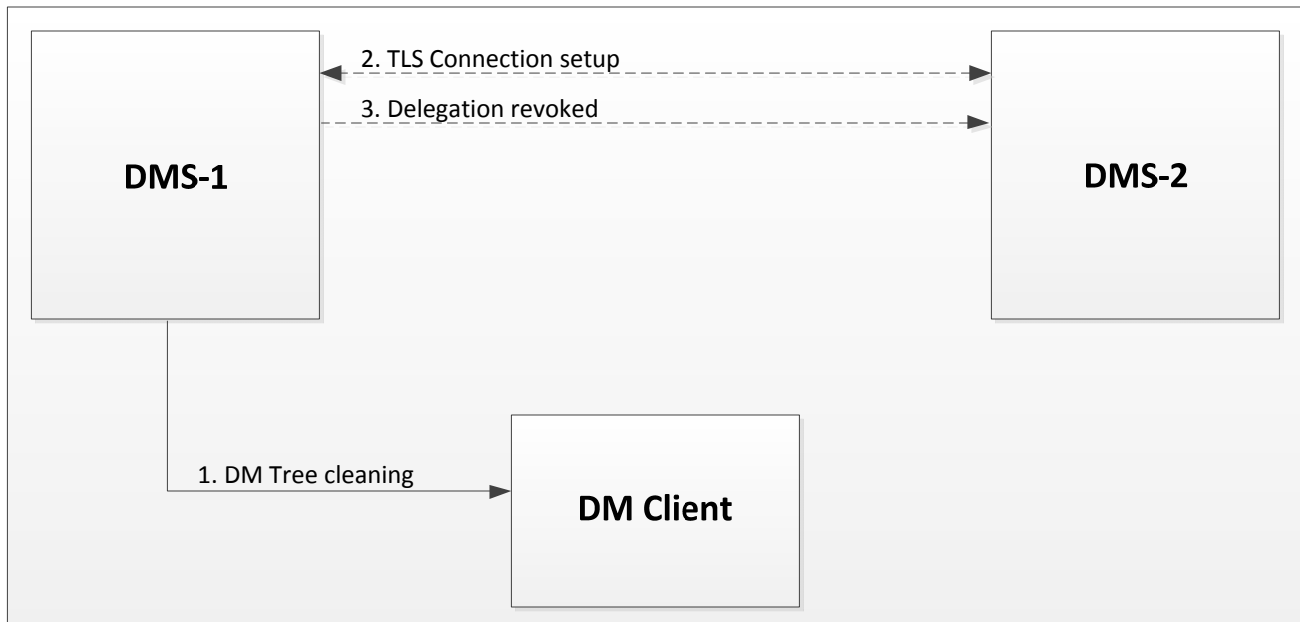 2. TLS Connection setup
3. Delegation revoked
DMS-1
DMS-2
1. DM Tree cleaning
DM Client